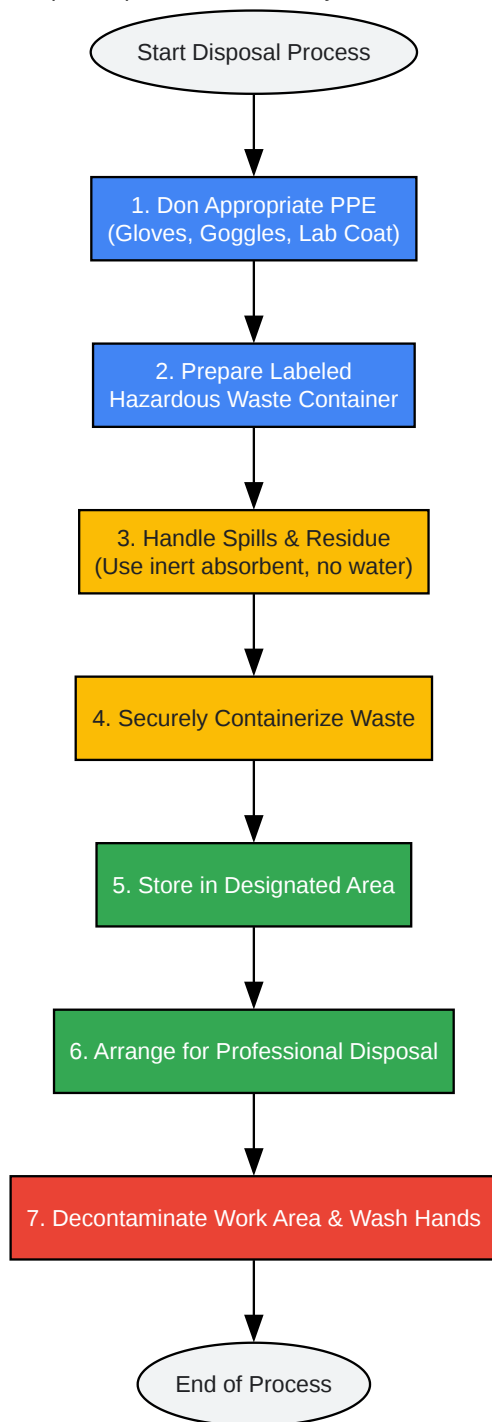 Start Disposal Process
1. Don Appropriate PPE
(Gloves, Goggles, Lab Coat)
2. Prepare Labeled
Hazardous Waste Container
3. Handle Spills & Residue
(Use inert absorbent, no water)
4. Securely Containerize Waste
5. Store in Designated Area
6. Arrange for Professional Disposal
7. Decontaminate Work Area & Wash Hands
End of Process